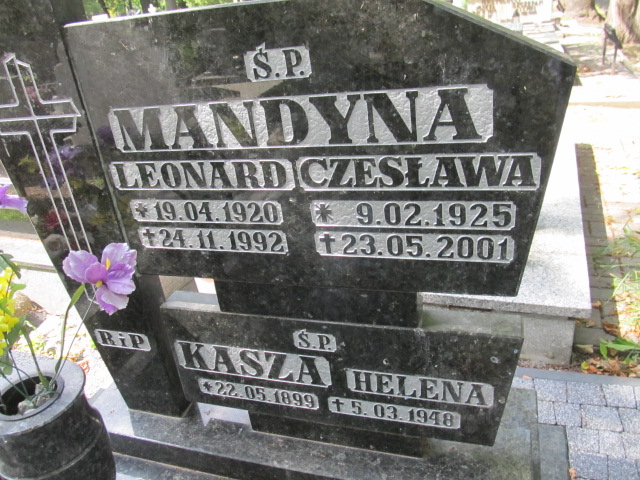 Ś.P.
MANDYNA
LEONARD CZESŁAWA
*19.04.1920 * 9.02.1925
†24.11.1992 †23.05.2001
RiP
Ś.P.
KASZA HELENA
*22.05.1899 †5.03.1948